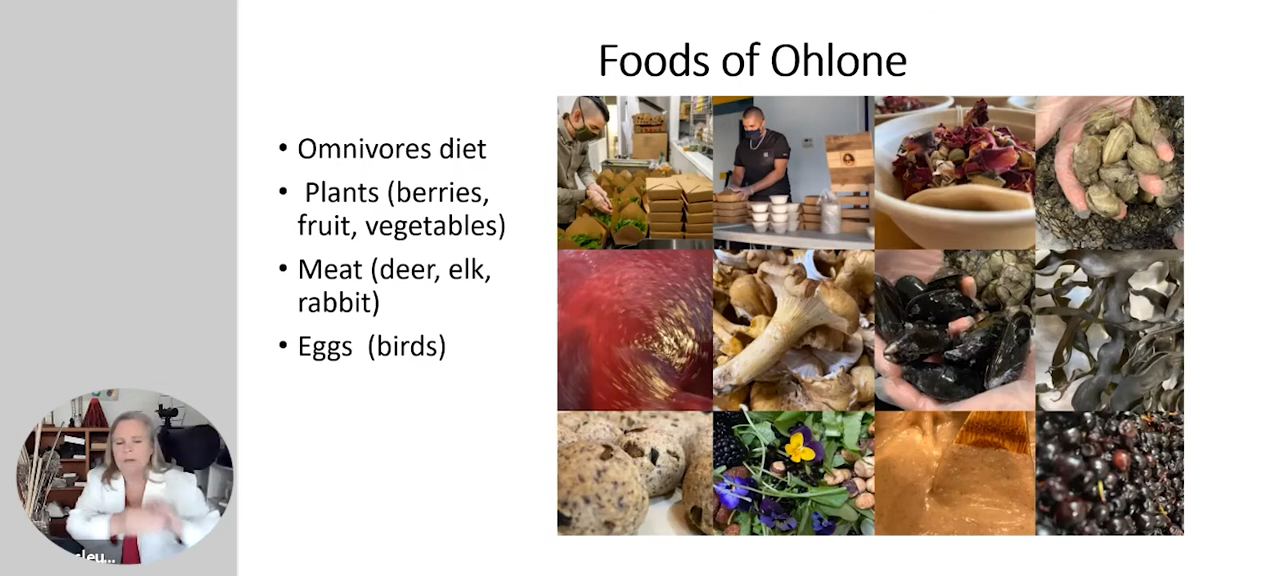 Foods of Ohlone
• Omnivores diet
• Plants (berries,
fruit, vegetables)
• Meat (deer, elk,
rabbit)
• Eggs (birds)